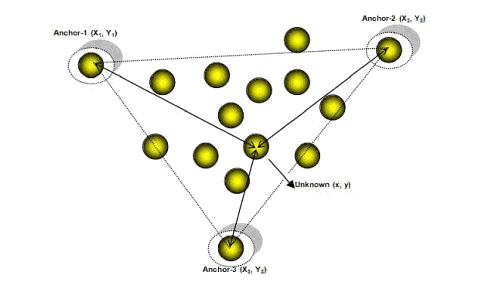 Anchor-2 (X₂, Y₂)
Anchor-1 (X₁, Y₁)
Unknown (x, y)
Anchor-3 (X₃, Y₃)